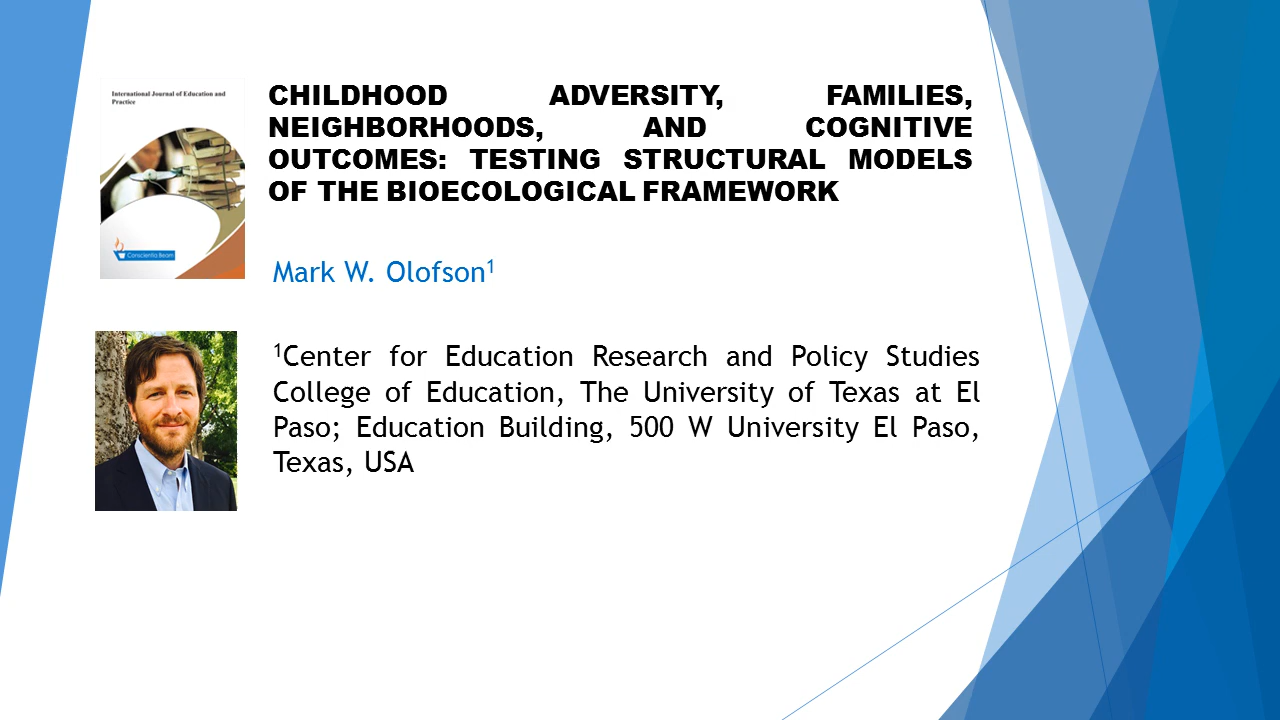 International Journal of Education and
Practice
CHILDHOOD ADVERSITY, FAMILIES,
NEIGHBORHOODS, AND COGNITIVE
OUTCOMES: TESTING STRUCTURAL MODELS
OF THE BIOECOLOGICAL FRAMEWORK
Conscientia Beam
Mark W. Olofson¹
¹Center for Education Research and Policy Studies
College of Education, The University of Texas at El
Paso; Education Building, 500 W University El Paso,
Texas, USA